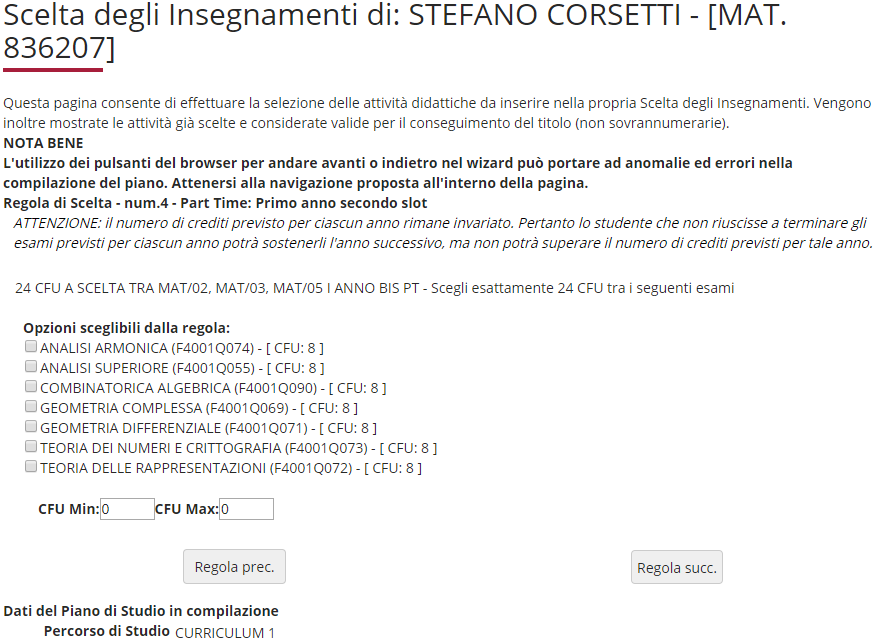 Scelta degli Insegnamenti di: STEFANO CORSETTI - [MAT.
836207]
Questa pagina consente di effettuare la selezione delle attività didattiche da inserire nella propria Scelta degli Insegnamenti. Vengono
inoltre mostrate le attività già scelte e considerate valide per il conseguimento del titolo (non sovrannumerarie).
NOTA BENE
L'utilizzo dei pulsanti del browser per andare avanti o indietro nel wizard può portare ad anomalie ed errori nella
compilazione del piano. Attenersi alla navigazione proposta all'interno della pagina.
Regola di Scelta - num.4 - Part Time: Primo anno secondo slot
ATTENZIONE: il numero di crediti previsto per ciascun anno rimane invariato. Pertanto lo studente che non riuscisse a terminare gli
esami previsti per ciascun anno potrà sostenerli l'anno successivo, ma non potrà superare il numero di crediti previsti per tale anno.
24 CFU A SCELTA TRA MAT/02, MAT/03, MAT/05 I ANNO BIS PT - Scegli esattamente 24 CFU tra i seguenti esami
Opzioni sceglibili dalla regola:
ANALISI ARMONICA (F4001Q074) - [ CFU: 8 ]
ANALISI SUPERIORE (F4001Q055) - [ CFU: 8 ]
COMBINATORICA ALGEBRICA (F4001Q090) - [ CFU: 8 ]
GEOMETRIA COMPLESSA (F4001Q069) - [ CFU: 8 ]
GEOMETRIA DIFFERENZIALE (F4001Q071) - [ CFU: 8 ]
TEORIA DEI NUMERI E CRITTOGRAFIA (F4001Q073) - [ CFU: 8 ]
TEORIA DELLE RAPPRESENTAZIONI (F4001Q072) - [ CFU: 8 ]
CFU Min: 0 CFU Max: 0
Regola prec. Regola succ.
Dati del Piano di Studio in compilazione
Percorso di Studio CURRICULUM 1